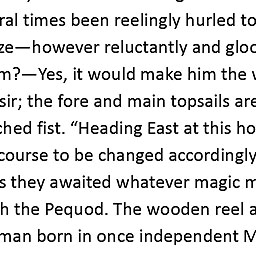 ral times been reelingly hurled to
ze—however reluctantly and gloo
m?—Yes, it would make him the v
sir; the fore and main topsails are
ched fist. “Heading East at this ho
course to be changed accordingly
s they awaited whatever magic m
h the Pequod. The wooden reel a
man born in once independent M